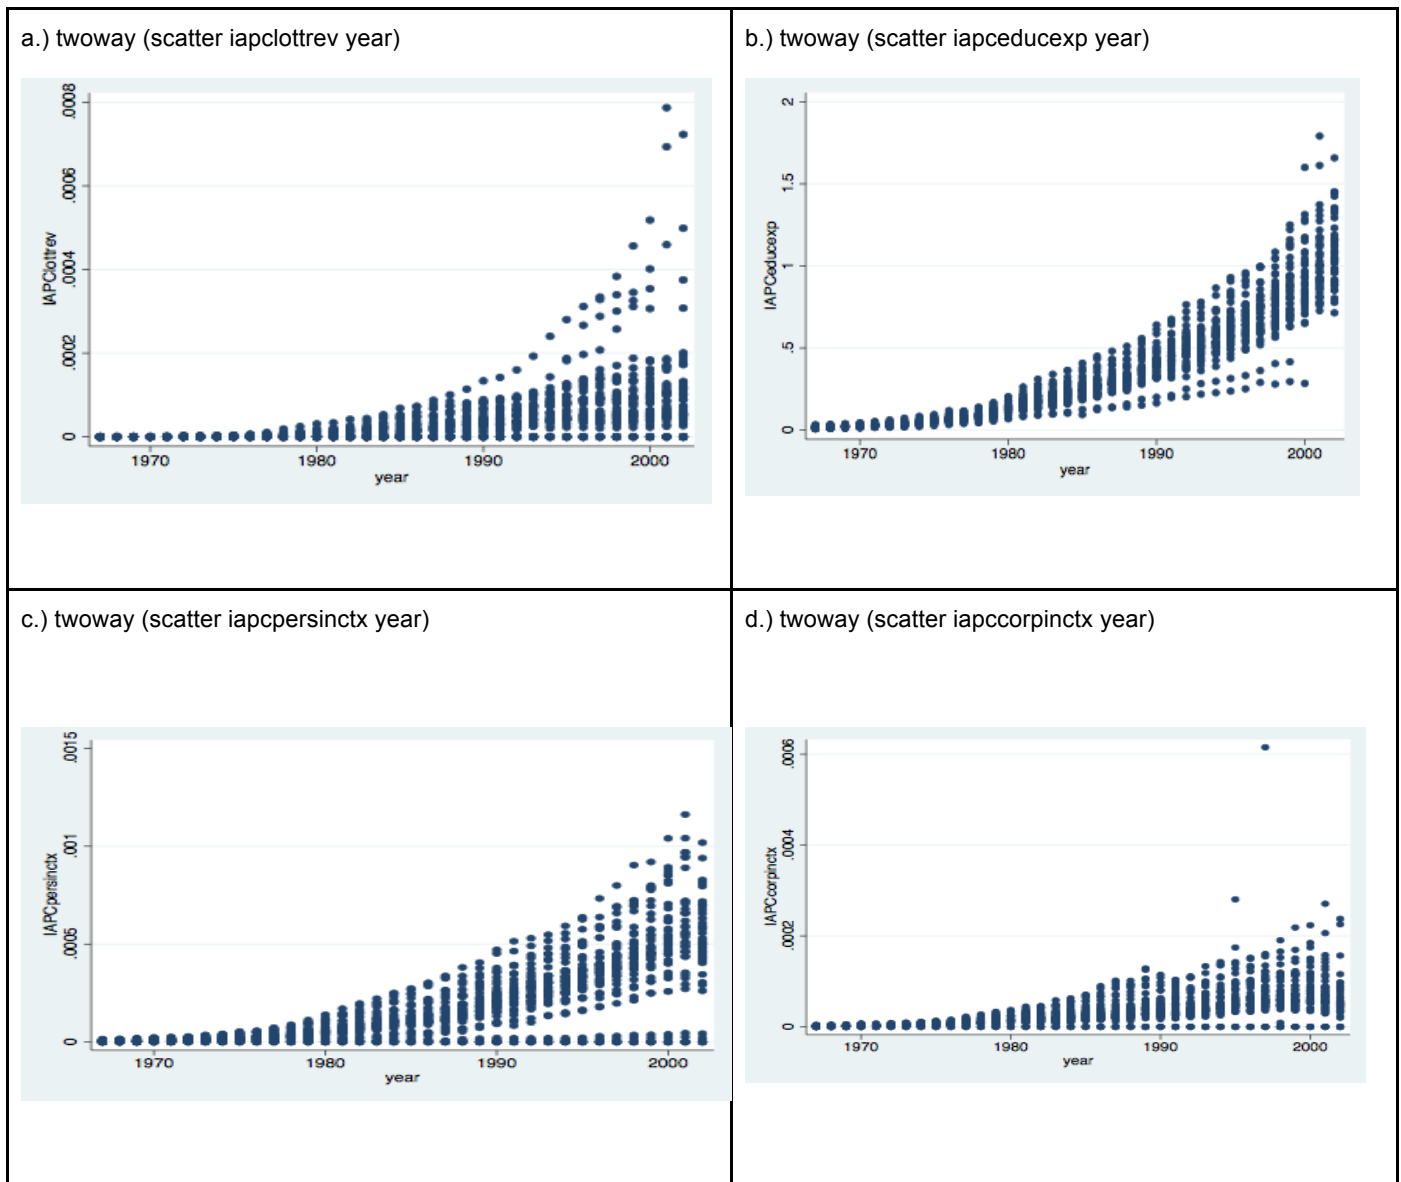 a.) twoway (scatter iapclottrev year)
.0008
.0006
.0004
.0002
0
IAPClottrev
1970
1980
1990
2000
year
b.) twoway (scatter iapceducexp year)
2
1.5
1
.5
0
IAPCeducexp
1970
1980
1990
2000
year
c.) twoway (scatter iapcpersinctx year)
.0015
.001
.0005
0
IAPCpersinctx
1970
1980
1990
2000
year
d.) twoway (scatter iapccorpinctx year)
.0006
.0004
.0002
0
IAPCcorpinctx
1970
1980
1990
2000
year